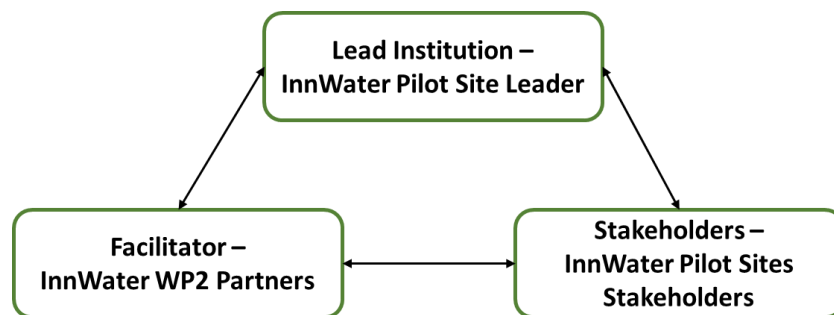 Lead Institution –
InnWater Pilot Site Leader
Facilitator –
InnWater WP2 Partners
Stakeholders –
InnWater Pilot Sites
Stakeholders